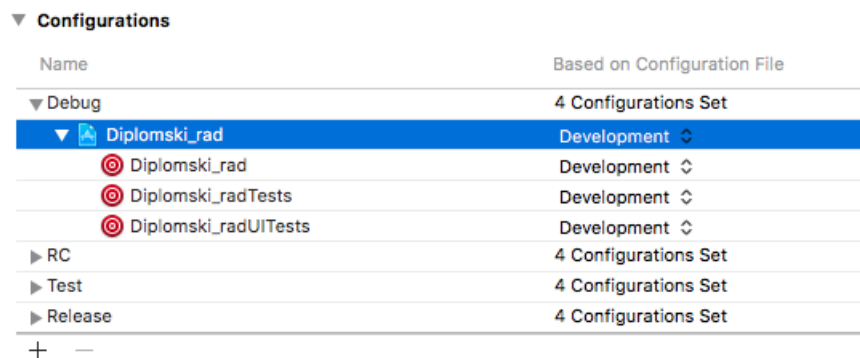 Configurations
Name Based on Configuration File
Debug 4 Configurations Set
Diplomski_rad Development
Diplomski_rad Development
Diplomski_radTests Development
Diplomski_radUITests Development
RC 4 Configurations Set
Test 4 Configurations Set
Release 4 Configurations Set